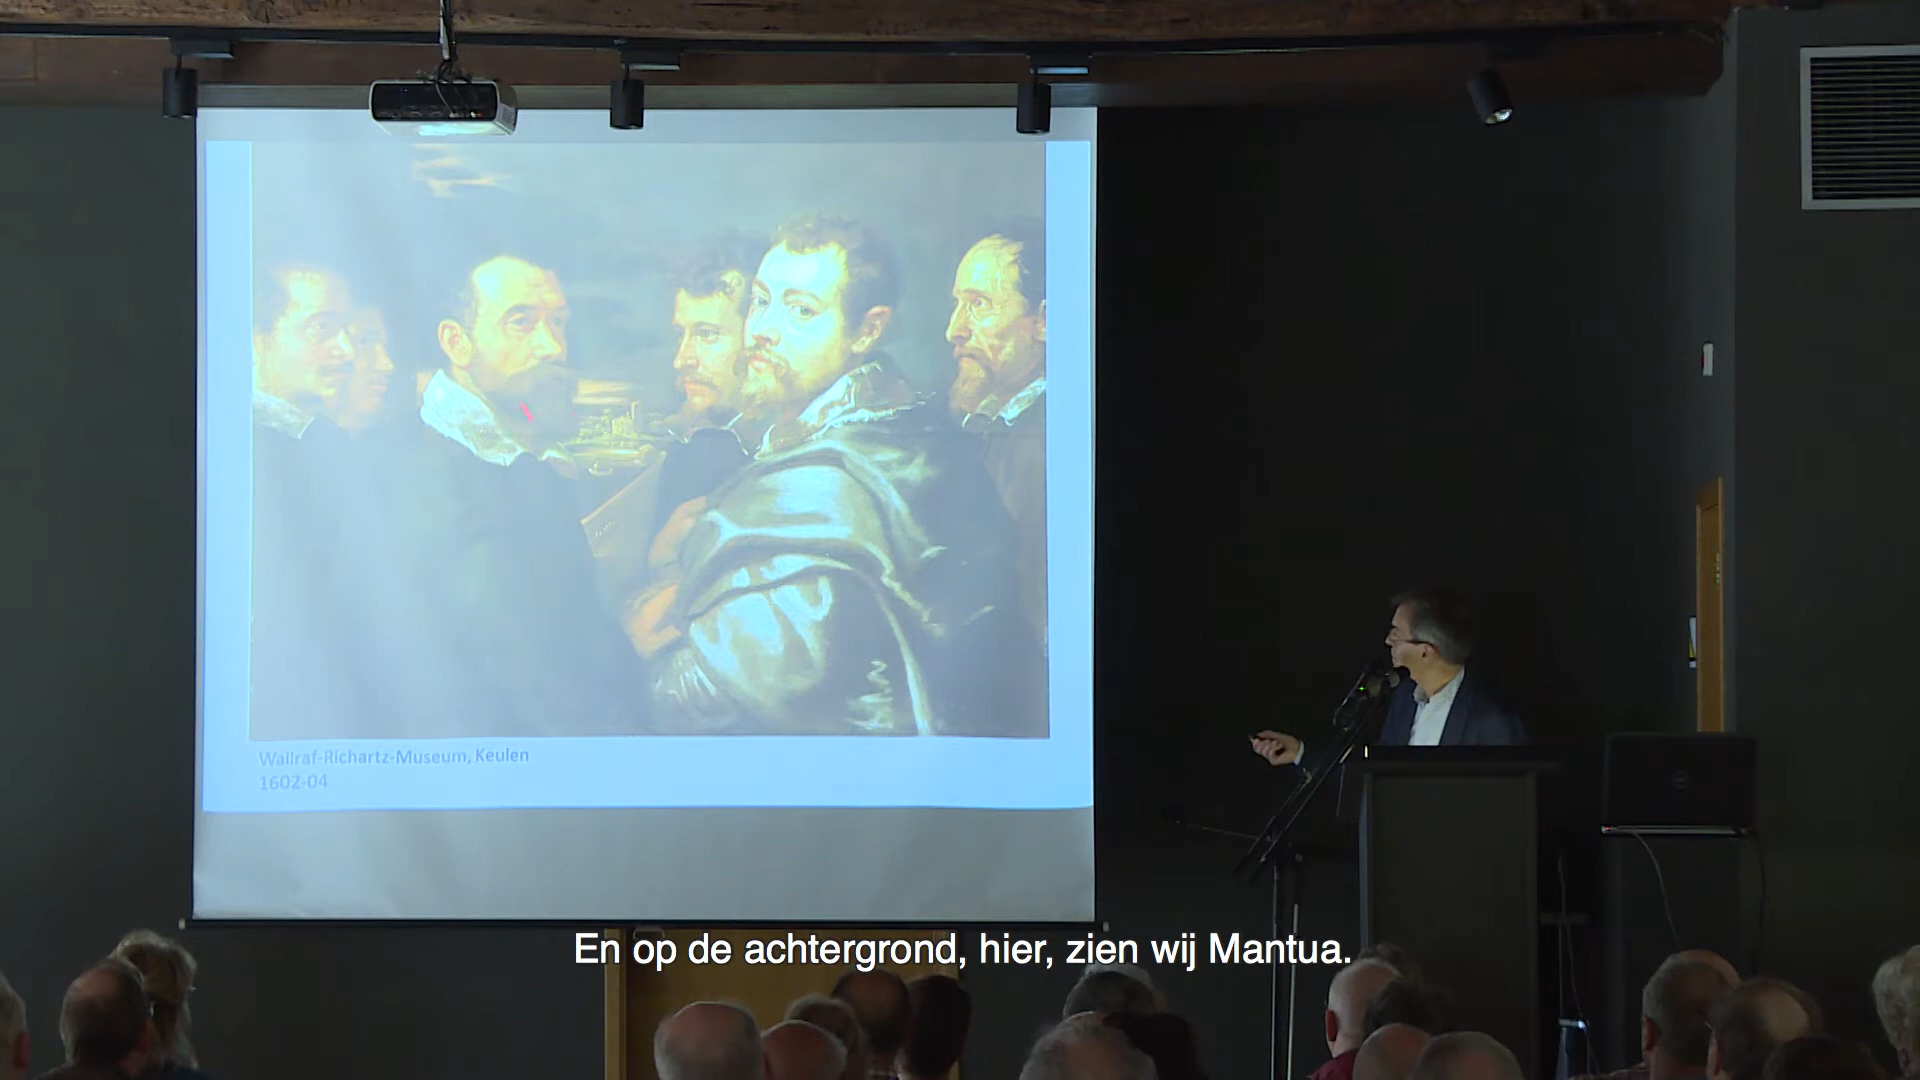 Wallraf-Richartz-Museum, Keulen
1602-04
En op de achtergrond, hier, zien wij Mantua.